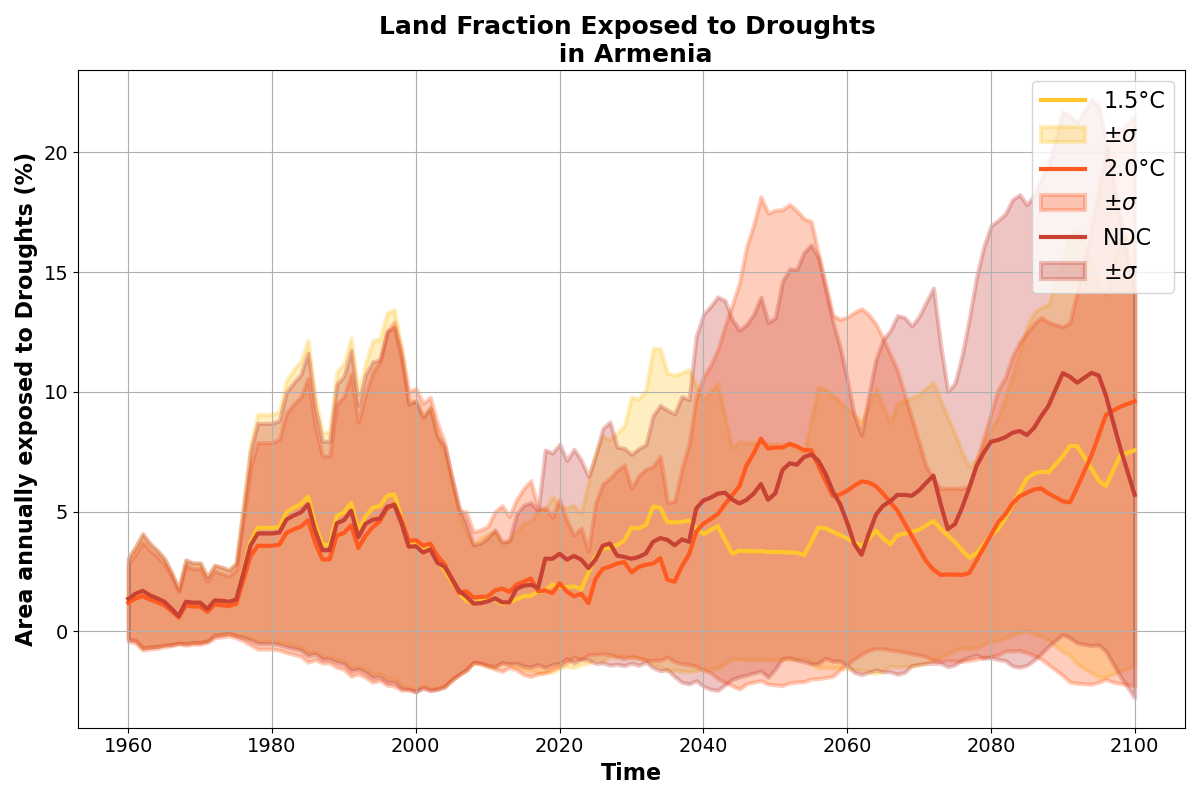 Land Fraction Exposed to Droughts
in Armenia
Area annually exposed to Droughts (%)
20
15
10
5
0
1960
1980
2000
2020
2040
2060
2080
2100
Time
1.5°C
±σ
2.0°C
±σ
NDC
±σ